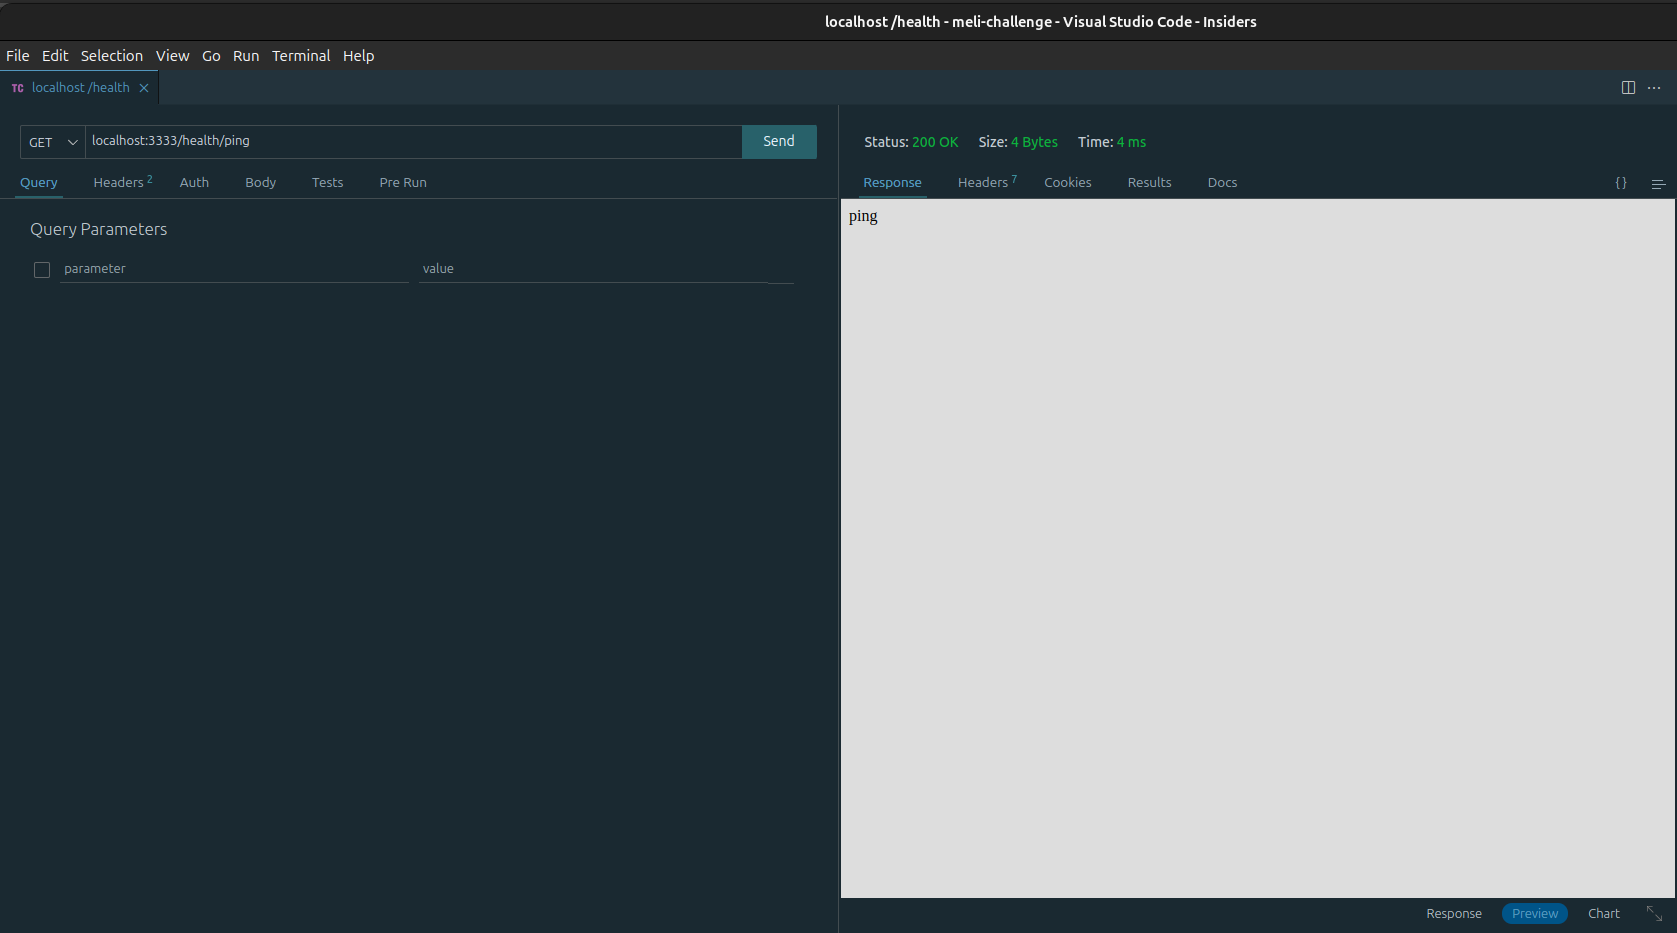 localhost /health - meli-challenge - Visual Studio Code - Insiders
File Edit Selection View Go Run Terminal Help
TC localhost /health
GET localhost:3333/health/ping Send
Query Headers 2 Auth Body Tests Pre Run
Query Parameters
parameter value
Status: 200 OK Size: 4 Bytes Time: 4 ms
Response Headers 7 Cookies Results Docs {}
ping
Response Preview Chart